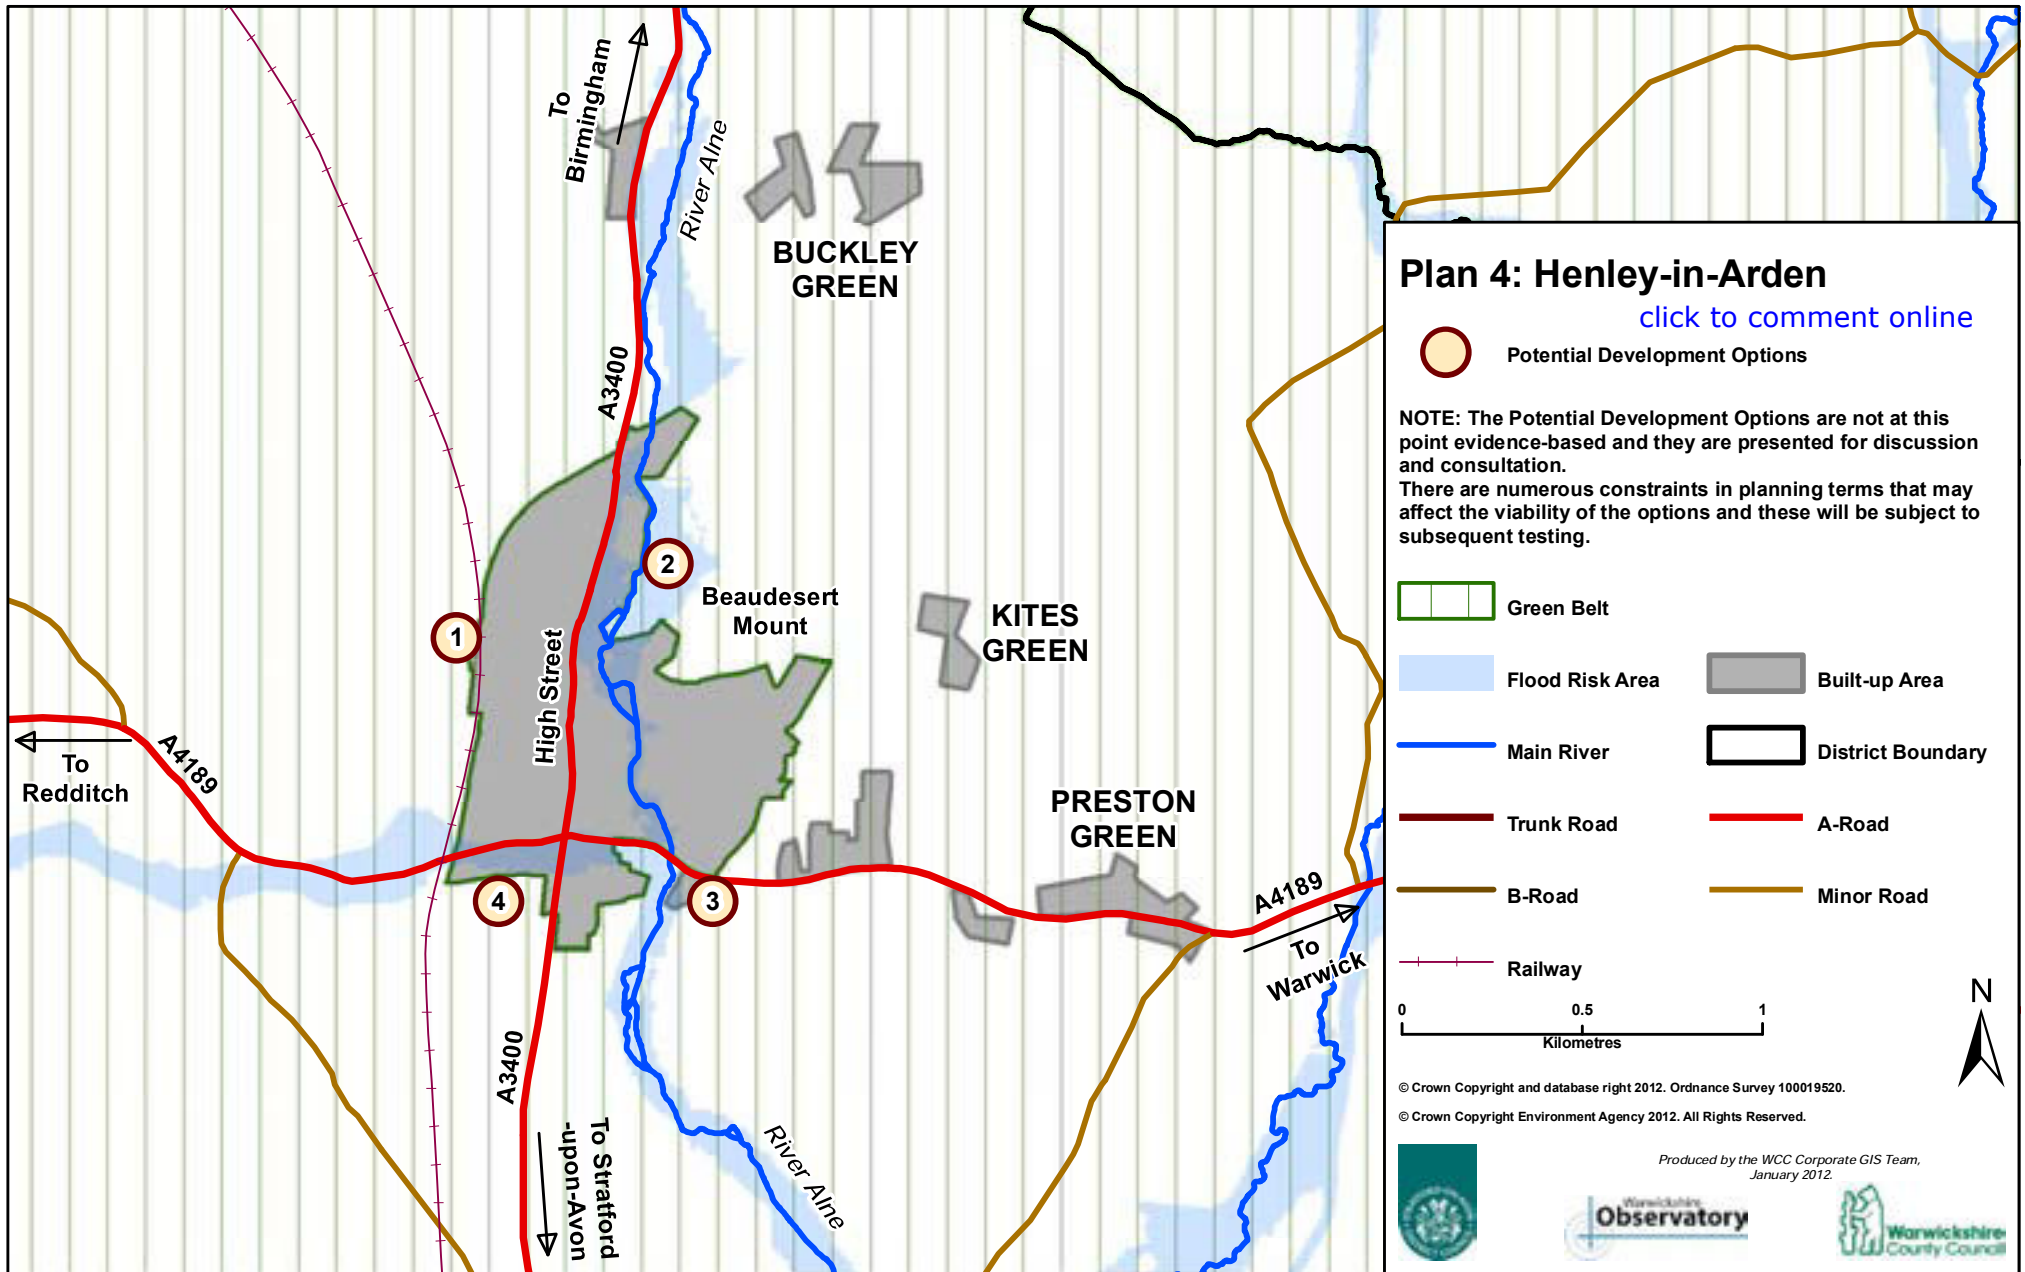 To
Birmingham
River Alne
BUCKLEY
GREEN
A3400
2
Beaudesert
Mount
KITES
GREEN
1
High Street
A4189
To
Redditch
PRESTON
GREEN
4
3
A4189
To
Warwick
A3400
To Stratford
-upon-Avon
River Alne
Plan 4: Henley-in-Arden
click to comment online
Potential Development Options
NOTE: The Potential Development Options are not at this
point evidence-based and they are presented for discussion
and consultation.
There are numerous constraints in planning terms that may
affect the viability of the options and these will be subject to
subsequent testing.
Green Belt
Flood Risk Area
Built-up Area
Main River
District Boundary
Trunk Road
A-Road
B-Road
Minor Road
Railway
0 0.5 1
Kilometres
N
© Crown Copyright and database right 2012. Ordnance Survey 100019520.
© Crown Copyright Environment Agency 2012. All Rights Reserved.
Produced by the WCC Corporate GIS Team,
January 2012.
Warwickshire
Observatory
Warwickshire
County Council